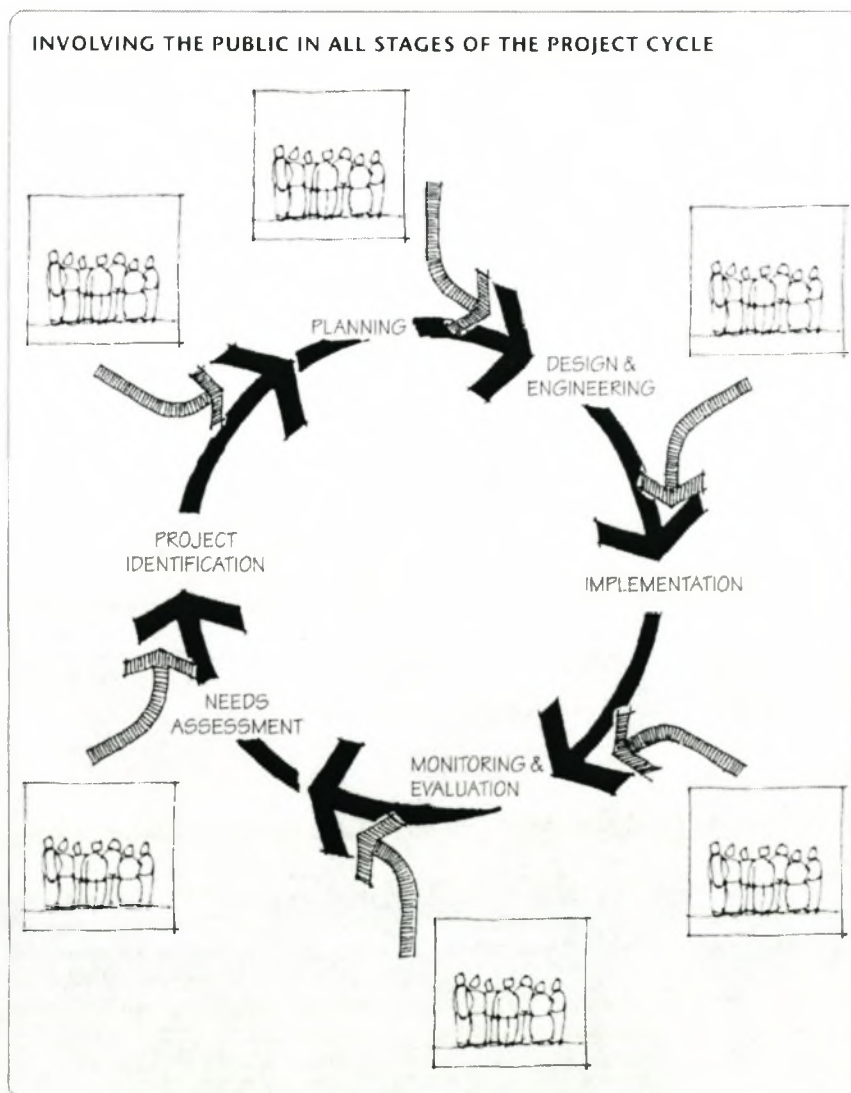 INVOLVING THE PUBLIC IN ALL STAGES OF THE PROJECT CYCLE
PLANNING
DESIGN &
ENGINEERING
PROJECT
IDENTIFICATION
IMPLEMENTATION
NEEDS
ASSESSMENT
MONITORING &
EVALUATION